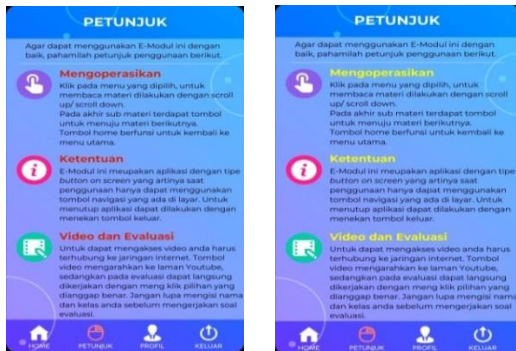 PETUNJUK
Agar dapat menggunakan E-Modul ini dengan
baik, pahamilah petunjuk penggunaan berikut.
Mengoperasikan
Klik pada menu yang dipilih, untuk
membaca materi dilakukan dengan scroll
up/ scroll down.
Pada akhir sub materi terdapat tombol
untuk menuju materi berikutnya.
Tombol home berfunsi untuk kembali ke
menu utama.
Ketentuan
E-Modul ini meupakan aplikasi dengan tipe
button on screen yang artinya saat
penggunaan hanya dapat menggunakan
tombol navigasi yang ada di layar. Untuk
menutup aplikasi dapat dilakukan dengan
menekan tombol keluar.
Video dan Evaluasi
Untuk dapat mengakses video anda harus
terhubung ke jaringan internet. Tombol
video mengarahkan ke laman Youtube,
sedangkan pada evaluasi dapat langsung
dikerjakan dengan meng klik pilihan yang
dianggap benar. Jangan lupa mengisi nama
dan kelas anda sebelum mengerjakan soal
evaluasi.
HOME PETUNJUK PROFIL KELUAR
PETUNJUK
Agar dapat menggunakan E-Modul ini dengan
baik, pahamilah petunjuk penggunaan berikut.
Mengoperasikan
Klik pada menu yang dipilih, untuk
membaca materi dilakukan dengan scroll
up/ scroll down.
Pada akhir sub materi terdapat tombol
untuk menuju materi berikutnya.
Tombol home berfunsi untuk kembali ke
menu utama.
Ketentuan
E-Modul ini meupakan aplikasi dengan tipe
button on screen yang artinya saat
penggunaan hanya dapat menggunakan
tombol navigasi yang ada di layar. Untuk
menutup aplikasi dapat dilakukan dengan
menekan tombol keluar.
Video dan Evaluasi
Untuk dapat mengakses video anda harus
terhubung ke jaringan internet. Tombol
video mengarahkan ke laman Youtube,
sedangkan pada evaluasi dapat langsung
dikerjakan dengan meng klik pilihan yang
dianggap benar. Jangan lupa mengisi nama
dan kelas anda sebelum mengerjakan soal
evaluasi.
HOME PETUNJUK PROFIL KELUAR